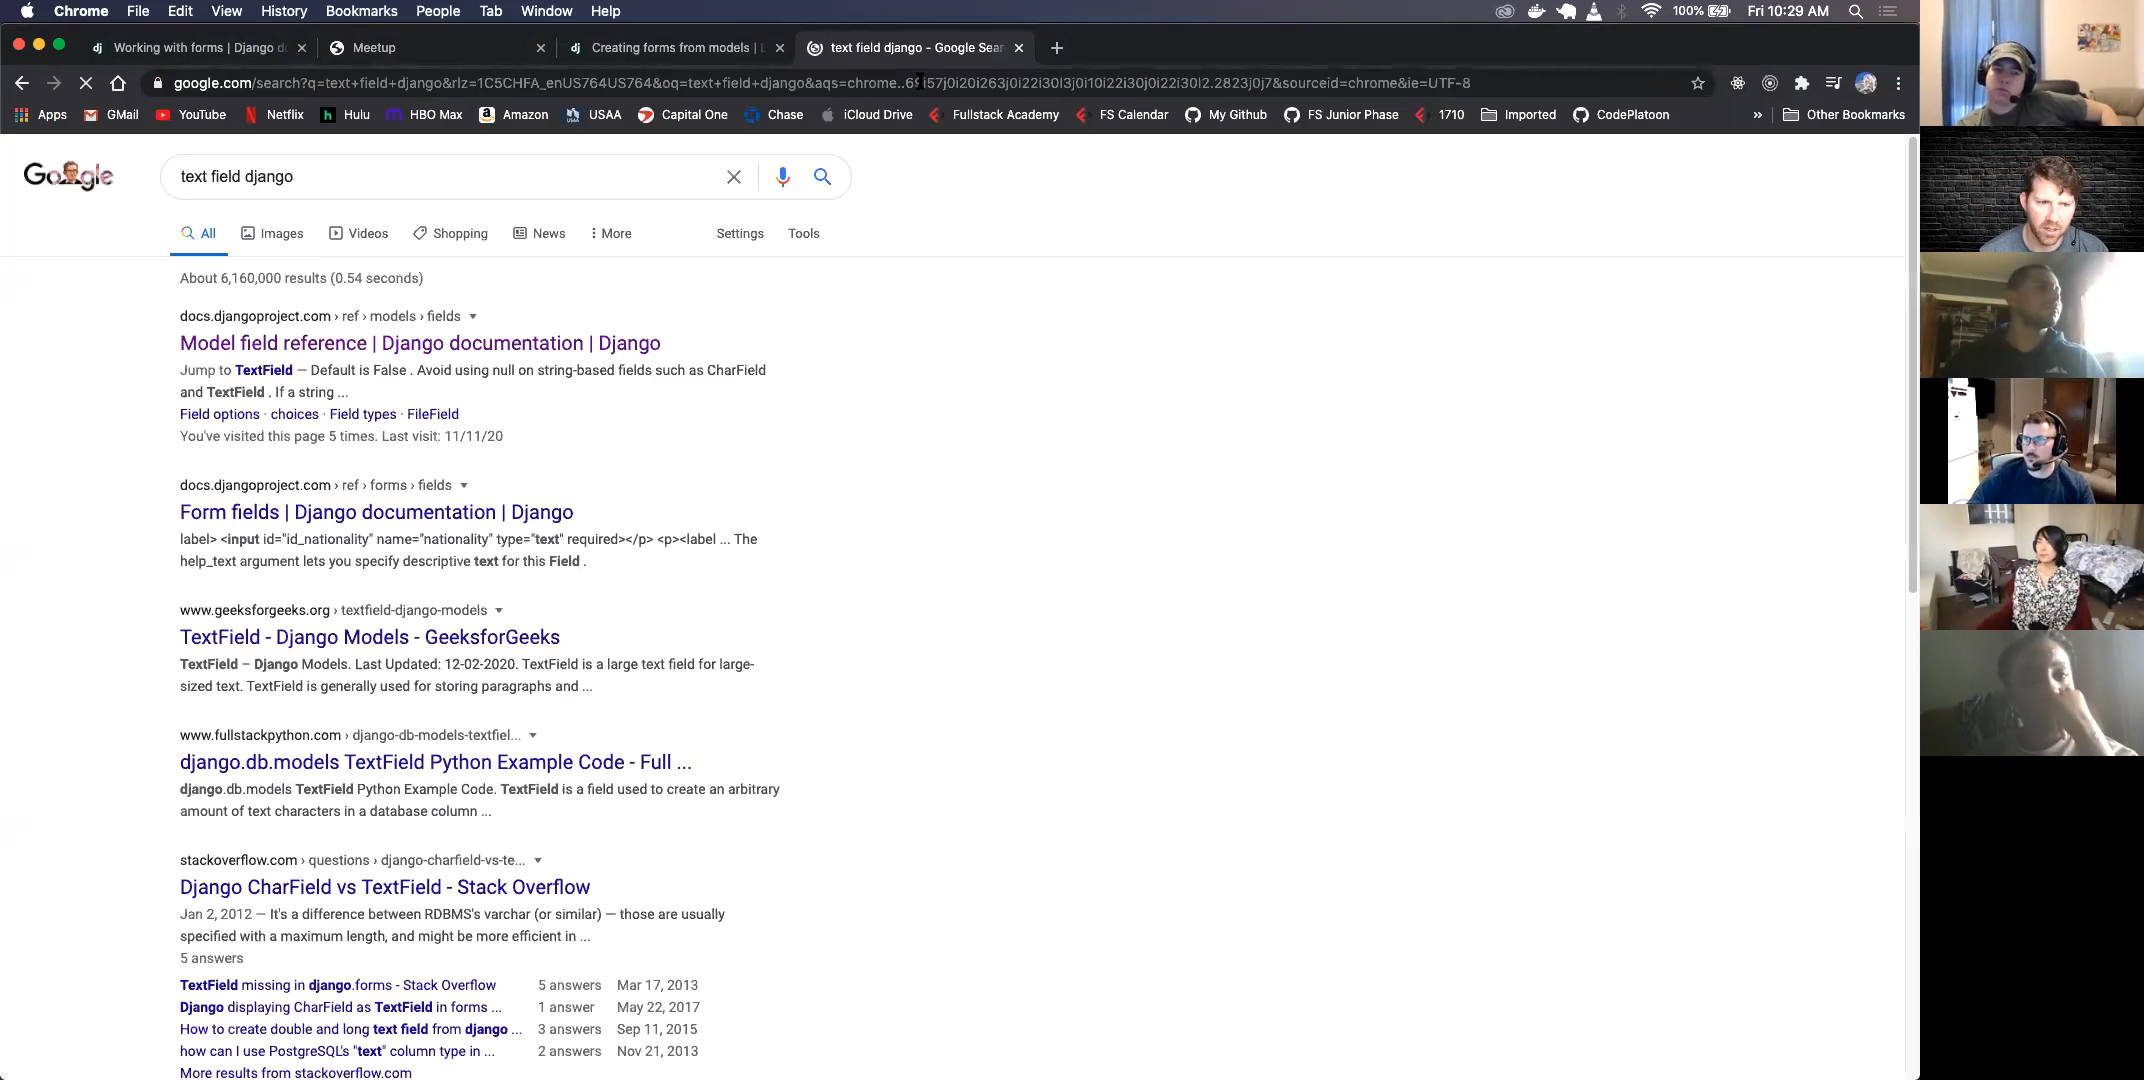 Chrome File Edit View History Bookmarks People Tab Window Help 100% Fri 10:29 AM
Working with forms | Django do Meetup Creating forms from models | D text field django - Google Sear
google.com/search?q=text+field+django&rlz=1C5CHFA_enUS764US764&oq=text+field+django&aqs=chrome..69i57j0i20i263j0i22i30l3j0i10i22i30j0i22i30l2.2823j0j7&sourceid=chrome&ie=UTF-8
Apps GMail YouTube Netflix Hulu HBO Max Amazon USAA Capital One Chase iCloud Drive Fullstack Academy FS Calendar My Github FS Junior Phase 1710 Imported CodePlatoon » Other Bookmarks
Google text field django
All Images Videos Shopping News More Settings Tools
About 6,160,000 results (0.54 seconds)
docs.djangoproject.com › ref › models › fields
Model field reference | Django documentation | Django
Jump to TextField — Default is False . Avoid using null on string-based fields such as CharField
and TextField . If a string ...
Field options · choices · Field types · FileField
You've visited this page 5 times. Last visit: 11/11/20
docs.djangoproject.com › ref › forms › fields
Form fields | Django documentation | Django
label> <input id="id_nationality" name="nationality" type="text" required></p> <p><label ... The
help_text argument lets you specify descriptive text for this Field .
www.geeksforgeeks.org › textfield-django-models
TextField - Django Models - GeeksforGeeks
TextField – Django Models. Last Updated: 12-02-2020. TextField is a large text field for large-
sized text. TextField is generally used for storing paragraphs and ...
www.fullstackpython.com › django-db-models-textfiel...
django.db.models TextField Python Example Code - Full ...
django.db.models TextField Python Example Code. TextField is a field used to create an arbitrary
amount of text characters in a database column ...
stackoverflow.com › questions › django-charfield-vs-te...
Django CharField vs TextField - Stack Overflow
Jan 2, 2012 — It's a difference between RDBMS's varchar (or similar) — those are usually
specified with a maximum length, and might be more efficient in ...
5 answers
TextField missing in django.forms - Stack Overflow 5 answers Mar 17, 2013
Django displaying CharField as TextField in forms ... 1 answer May 22, 2017
How to create double and long text field from django ... 3 answers Sep 11, 2015
how can I use PostgreSQL's "text" column type in ... 2 answers Nov 21, 2013
More results from stackoverflow.com